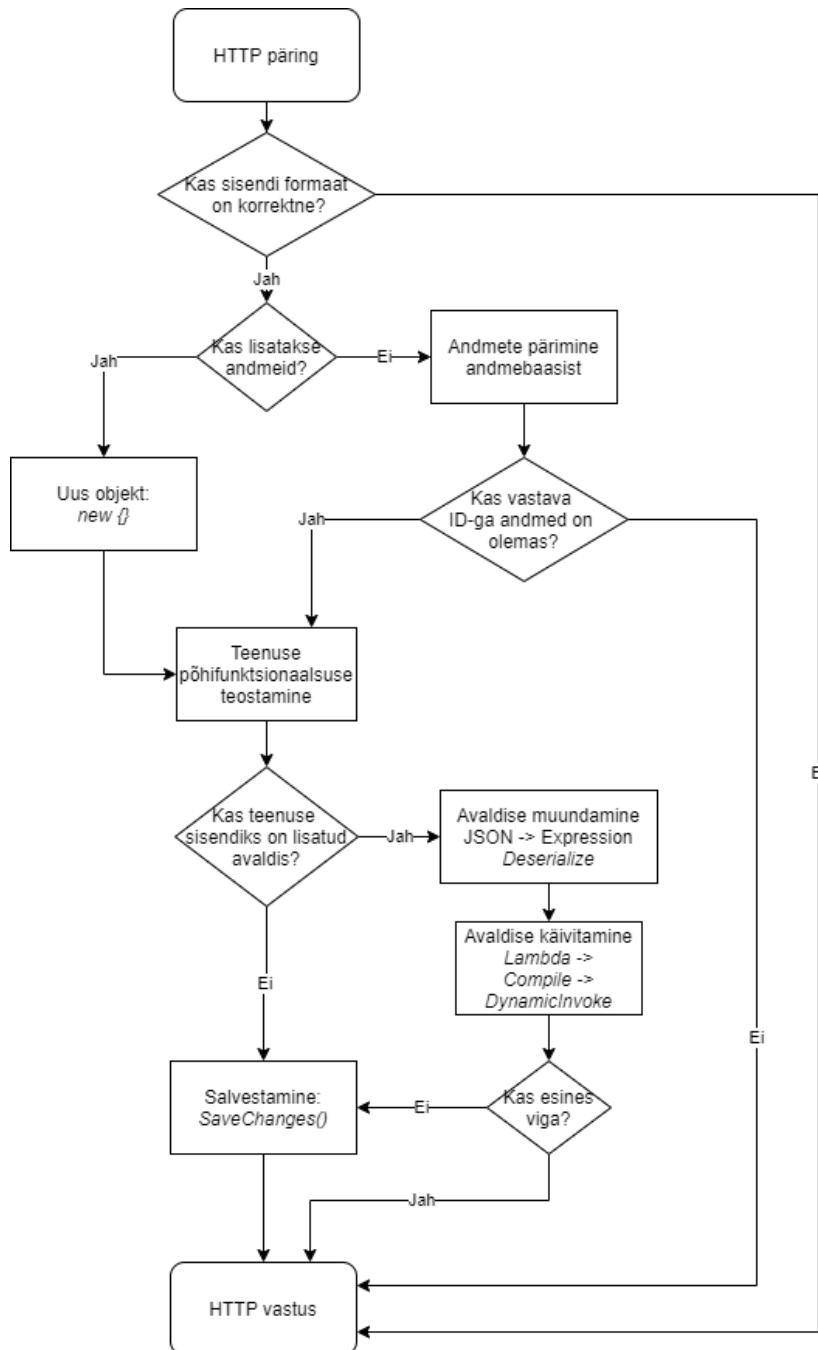 HTTP päring
Kas sisendi formaat
on korrektne?
Jah
Kas lisatakse
andmeid?
Jah
Ei
Andmete pärimine
andmebaasist
Uus objekt:
new {}
Kas vastava
ID-ga andmed on
olemas?
Jah
Teenuse
põhifunktsionaalsuse
teostamine
Kas teenuse
sisendiks on lisatud
avaldis?
Jah
Avaldise muundamine
JSON -> Expression
Deserialize
Avaldise käivitamine
Lambda ->
Compile ->
DynamicInvoke
Ei
Ei
Salvestamine:
SaveChanges()
Ei
Kas esines
viga?
Jah
HTTP vastus